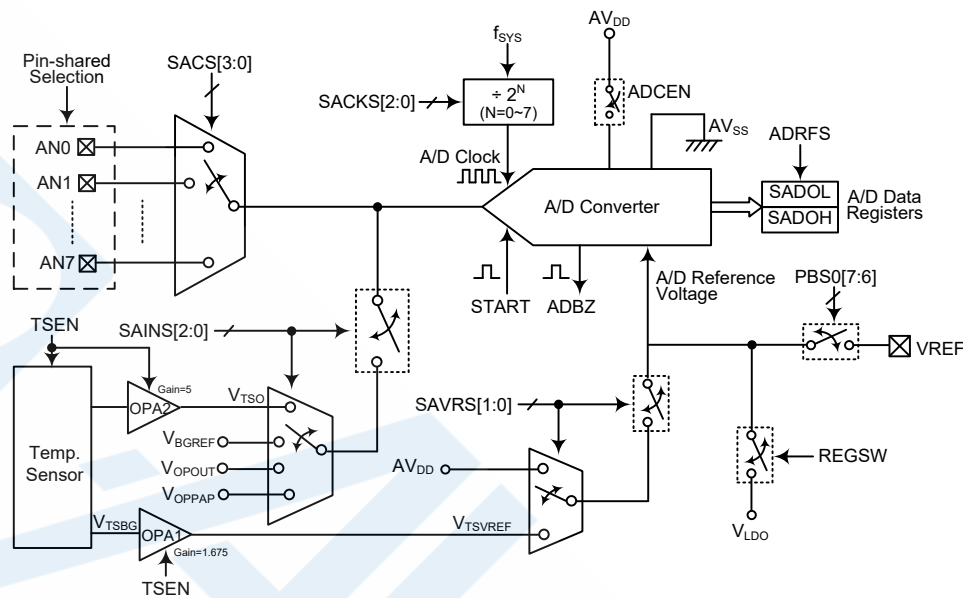 Pin-shared
Selection
SACS[3:0]
fSYS
AVDD
SACKS[2:0]
÷ 2N
(N=0~7)
ADCEN
AVSS
ADRFS
AN0
AN1
AN7
A/D Clock
A/D Converter
SADOL
SADOH
A/D Data
Registers
START
ADBZ
A/D Reference
Voltage
PBS0[7:6]
VREF
TSEN
SAINS[2:0]
OPA2
Gain=5
VTSO
SAVRS[1:0]
Temp.
Sensor
VBGREF
VOPOUT
VOPPAP
AVDD
REGSW
VTSBG
OPA1
Gain=1.675
VTSVREF
VLDO
TSEN